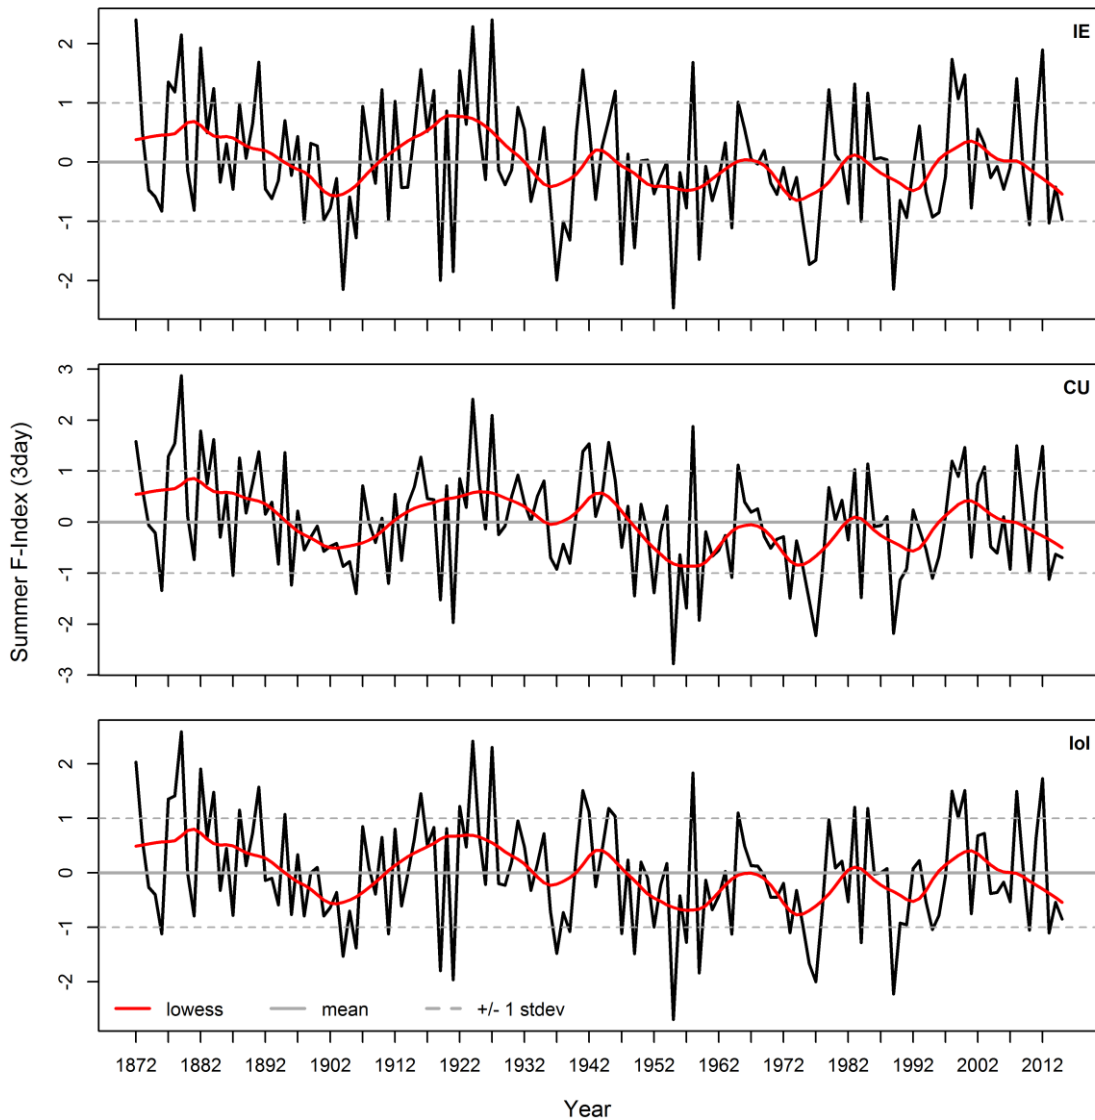 IE
2
1
0
-1
-2
CU
3
2
1
0
-1
-2
-3
Summer F-Index (3day)
IoI
2
1
0
-1
-2
lowess mean +/- 1 stdev
1872 1882 1892 1902 1912 1922 1932 1942 1952 1962 1972 1982 1992 2002 2012
Year